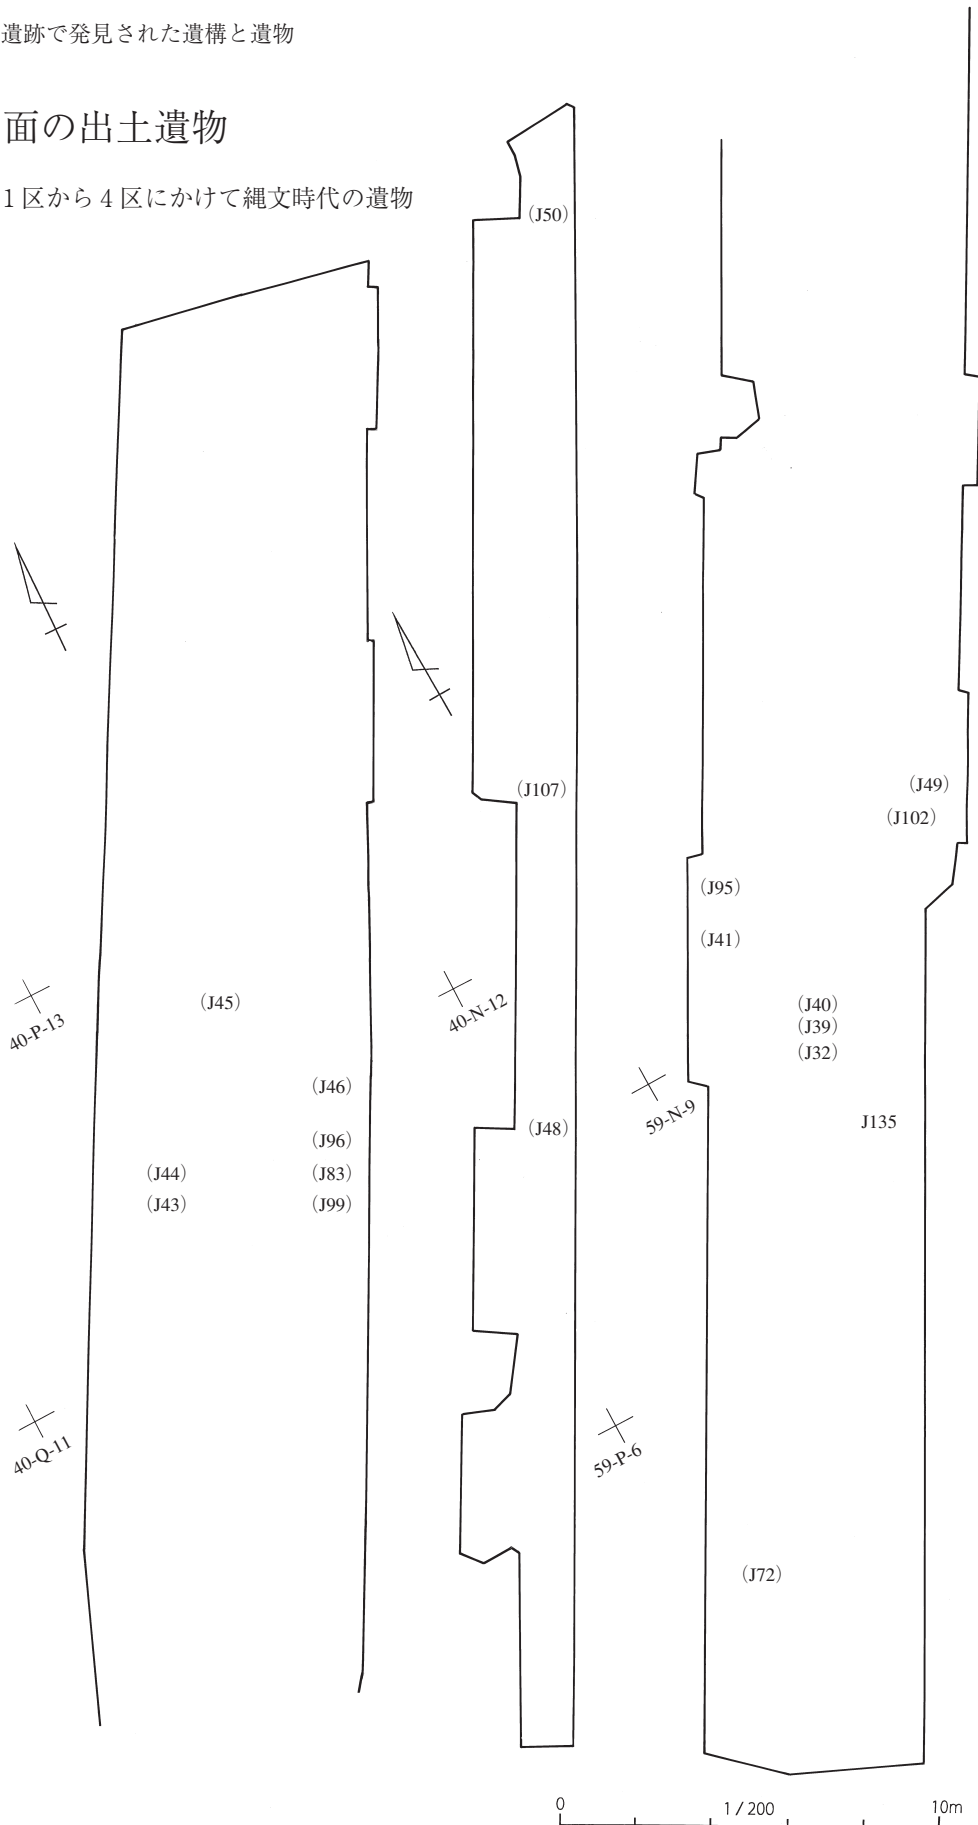 遺跡で発見された遺構と遺物
面の出土遺物
1区から4区にかけて縄文時代の遺物
(J50)
(J107)
(J49)
(J102)
(J95)
(J41)
(J45)
40-P-13
40-N-12
(J40)
(J39)
(J32)
(J46)
59-N-9
J135
(J96)
(J48)
(J44)
(J83)
(J43)
(J99)
40-Q-11
59-P-6
(J72)
0
1/200
10m